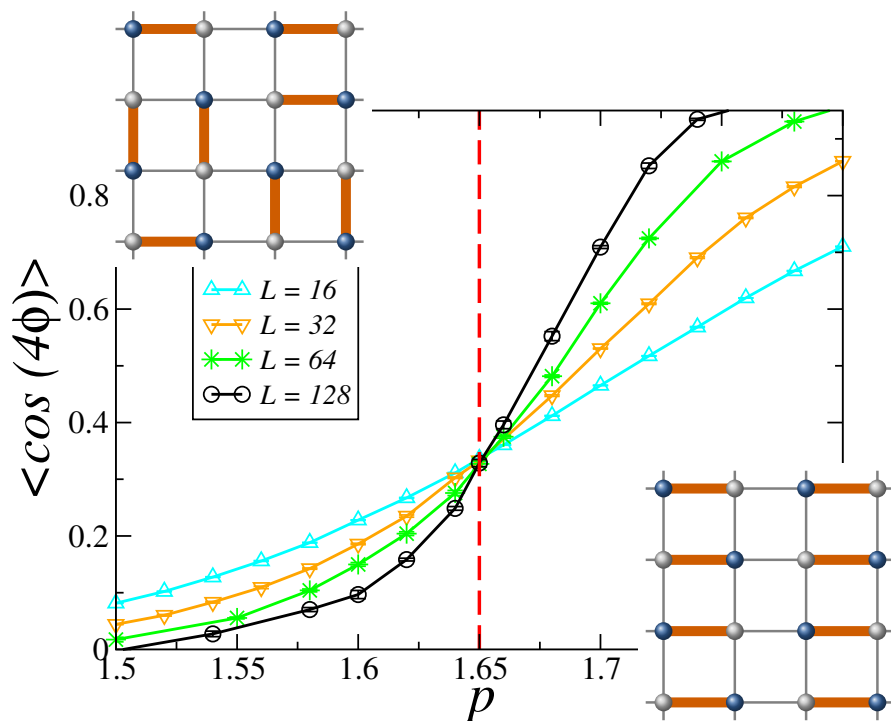 0.8
0.6
0.4
0.2
0
<cos (4ϕ)>
L = 16
L = 32
L = 64
L = 128
1.5 1.55 1.6 1.65 1.7
p